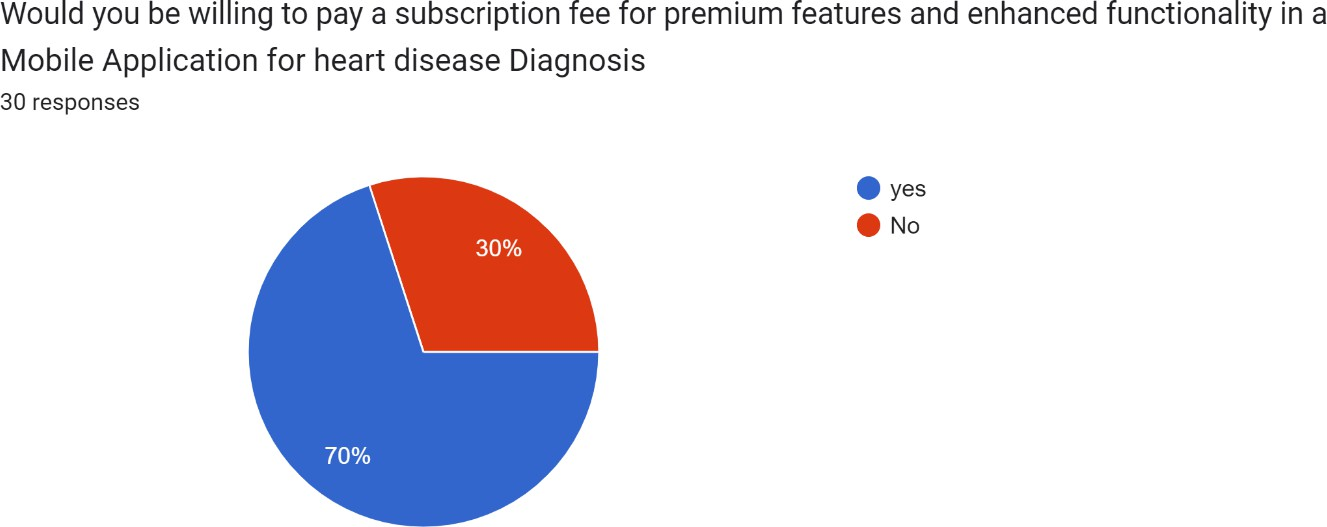 Would you be willing to pay a subscription fee for premium features and enhanced functionality in a
Mobile Application for heart disease Diagnosis
30 responses
yes
No
30%
70%